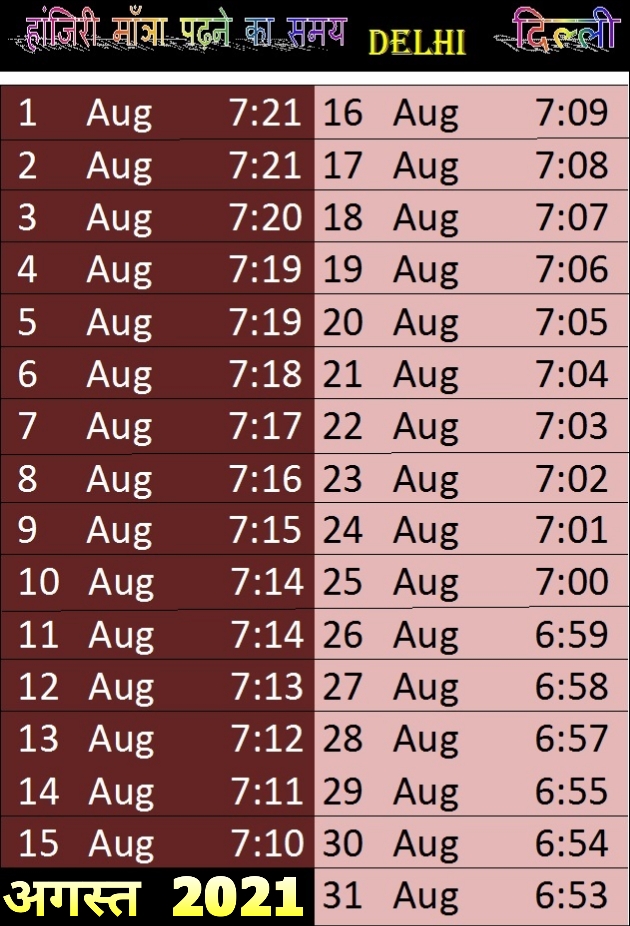 हांजिरी माँत्रा पढ़ने का समय DELHI दिल्ली
1 Aug 7:21 16 Aug 7:09
2 Aug 7:21 17 Aug 7:08
3 Aug 7:20 18 Aug 7:07
4 Aug 7:19 19 Aug 7:06
5 Aug 7:19 20 Aug 7:05
6 Aug 7:18 21 Aug 7:04
7 Aug 7:17 22 Aug 7:03
8 Aug 7:16 23 Aug 7:02
9 Aug 7:15 24 Aug 7:01
10 Aug 7:14 25 Aug 7:00
11 Aug 7:14 26 Aug 6:59
12 Aug 7:13 27 Aug 6:58
13 Aug 7:12 28 Aug 6:57
14 Aug 7:11 29 Aug 6:55
15 Aug 7:10 30 Aug 6:54
अगस्त 2021 31 Aug 6:53